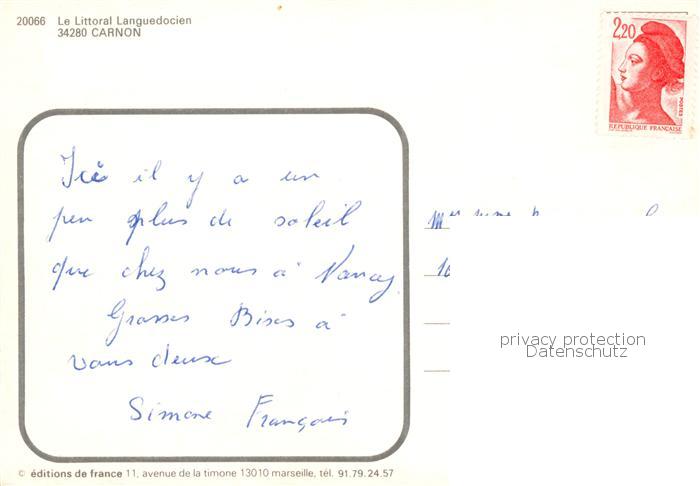 20066 Le Littoral Languedocien
34280 CARNON
2,20
POSTES
REPUBLIQUE FRANÇAISE
Ici il y a un
peu plus de soleil
que chez nous à Nancy
Grosses Bises à
vous deux
Simone François
10
privacy protection
Datenschutz
© éditions de france 11, avenue de la timone 13010 marseille, tél. 91.79.24.57